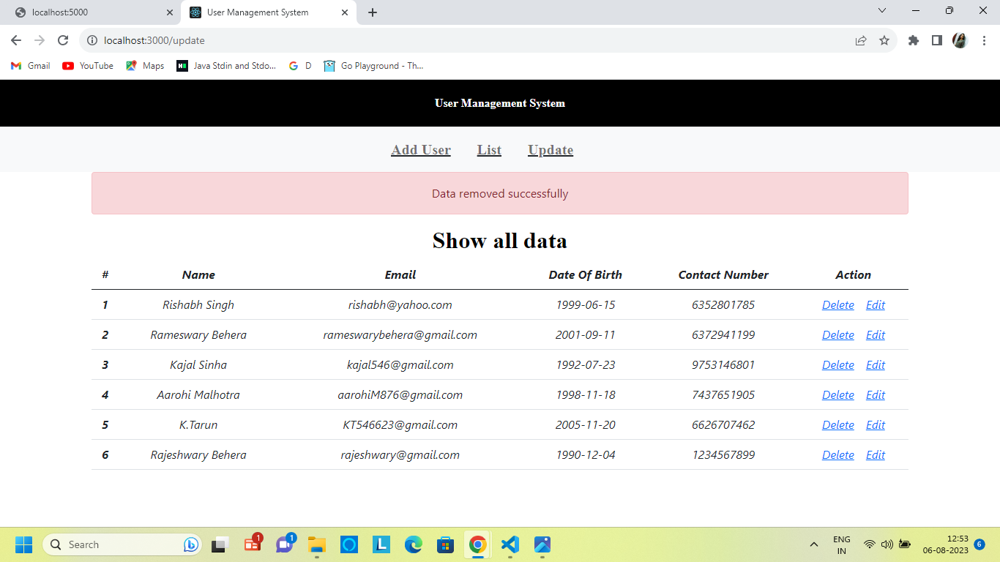 localhost:5000
User Management System
localhost:3000/update
Gmail YouTube Maps Java Stdin and Stdo... D Go Playground - Th...
User Management System
Add User List Update
Data removed successfully
Show all data
# Name Email Date Of Birth Contact Number Action
1 Rishabh Singh rishabh@yahoo.com 1999-06-15 6352801785 Delete Edit
2 Rameswary Behera rameswarybehera@gmail.com 2001-09-11 6372941199 Delete Edit
3 Kajal Sinha kajal546@gmail.com 1992-07-23 9753146801 Delete Edit
4 Aarohi Malhotra aarohiM876@gmail.com 1998-11-18 7437651905 Delete Edit
5 K.Tarun KT546623@gmail.com 2005-11-20 6626707462 Delete Edit
6 Rajeshwary Behera rajeshwary@gmail.com 1990-12-04 1234567899 Delete Edit
Search
1
1
L
ENG
IN
12:53
06-08-2023
6